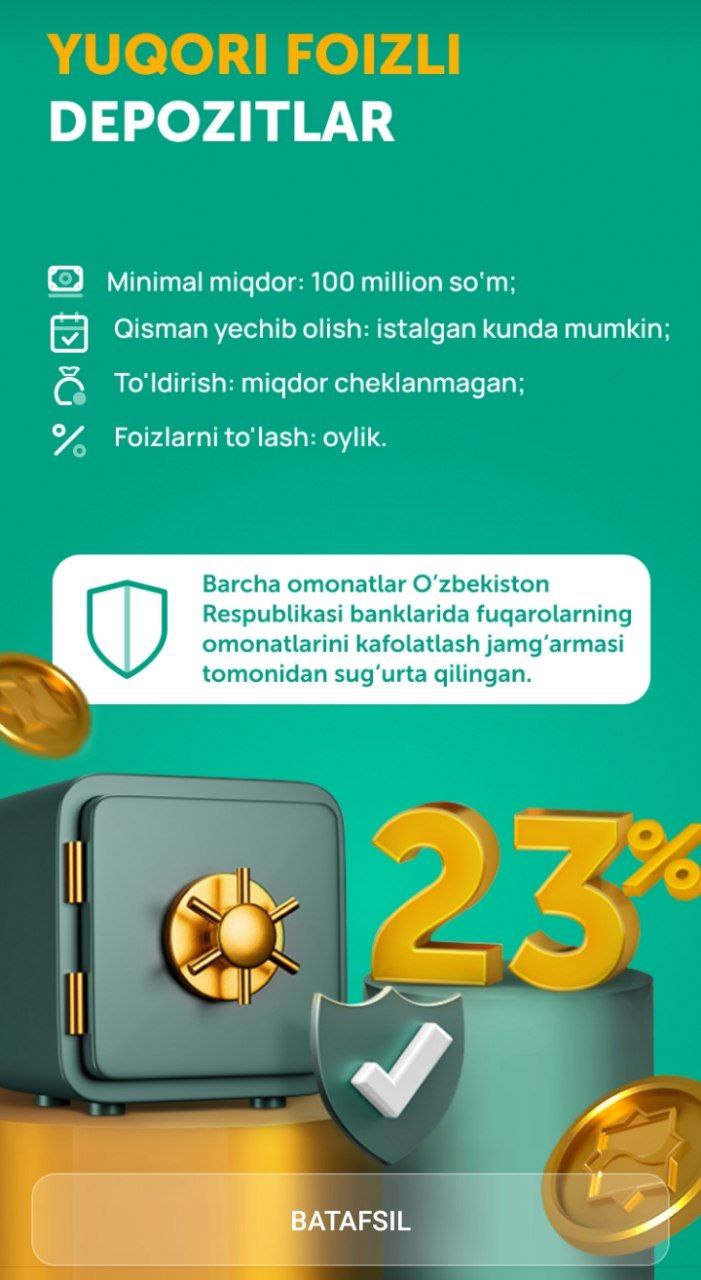 YUQORI FOIZLI
DEPOZITLAR
Minimal miqdor: 100 million so‘m;
Qisman yechib olish: istalgan kunda mumkin;
To'ldirish: miqdor cheklanmagan;
Foizlarni to'lash: oylik.
Barcha omonatlar O’zbekiston
Respublikasi banklarida fuqarolarning
omonatlarini kafolatlash jamg’armasi
tomonidan sug’urta qilingan.
23%
BATAFSIL